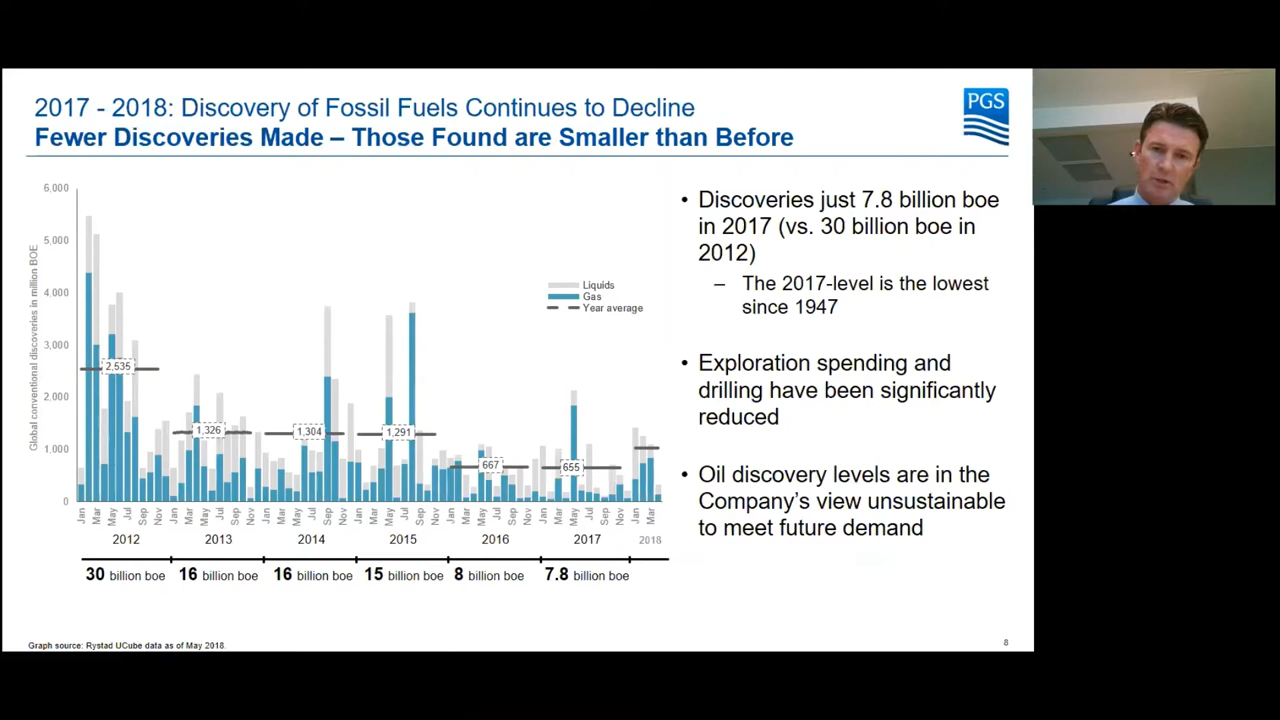 2017 - 2018: Discovery of Fossil Fuels Continues to Decline
Fewer Discoveries Made – Those Found are Smaller than Before
PGS
Global conventional discoveries in million BOE
6,000
5,000
4,000
3,000
2,000
1,000
0
Liquids
Gas
Year average
2,535
1,326
1,304
1,291
667
655
Jan Mar May Jul Sep Nov Jan Mar May Jul Sep Nov Jan Mar May Jul Sep Nov Jan Mar May Jul Sep Nov Jan Mar May Jul Sep Nov Jan Mar May Jul Sep Nov Jan Mar
2012 2013 2014 2015 2016 2017 2018
30 billion boe 16 billion boe 16 billion boe 15 billion boe 8 billion boe 7.8 billion boe
• Discoveries just 7.8 billion boe
in 2017 (vs. 30 billion boe in
2012)
– The 2017-level is the lowest
since 1947
• Exploration spending and
drilling have been significantly
reduced
• Oil discovery levels are in the
Company's view unsustainable
to meet future demand
Graph source: Rystad UCube data as of May 2018.
8